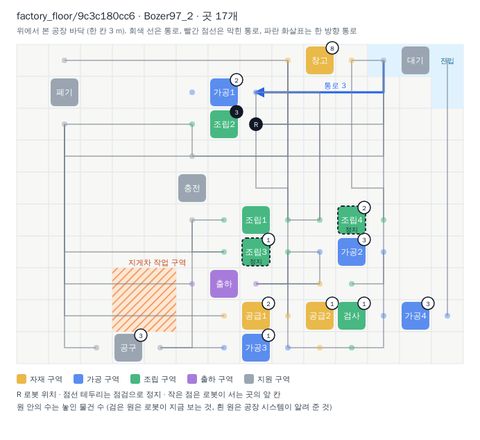 factory_floor/9c3c180cc6 · Bozer97_2 · 곳 17개
위에서 본 공장 바닥 (한 칸 3 m). 회색 선은 통로, 빨간 점선은 막힌 통로, 파란 화살표는 한 방향 통로
창고
8
대기
진입
통로 3
폐기
가공1
2
조립2
3
R
충전
조립1
조립4
정지
2
조립3
정지
1
가공2
3
지게차 작업 구역
출하
공급1
2
공급2
1
검사
1
가공4
3
공구
3
가공3
1
자재 구역
가공 구역
조립 구역
출하 구역
지원 구역
R 로봇 위치 · 점선 테두리는 점검으로 정지 · 작은 점은 로봇이 서는 곳의 앞 칸
원 안의 수는 놓인 물건 수 (검은 원은 로봇이 지금 보는 것, 흰 원은 공장 시스템이 알려 준 것)